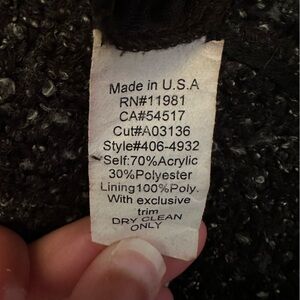 Made in U.S.A
RN#11981
CA#54517
Cut#A03136
Style#406-4932
Self:70%Acrylic
30%Polyester
Lining100%Poly.
With exclusive
trim
DRY CLEAN
ONLY